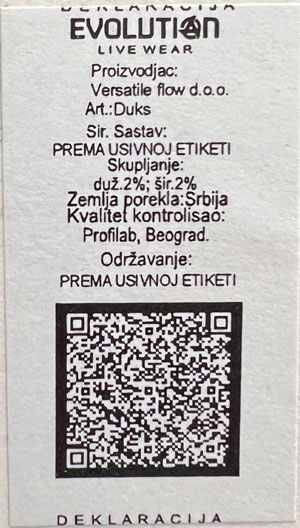 DEKLARACIJA
EVOLUTION
LIVE WEAR
Proizvodjac:
Versatile flow d.o.o.
Art.:Duks
Sir. Sastav:
PREMA USIVNOJ ETIKETI
Skupljanje:
duž.2%; šir.2%
Zemlja porekla:Srbija
Kvalitet kontrolisao:
Profilab, Beograd.
Održavanje:
PREMA USIVNOJ ETIKETI
DEKLARACIJA